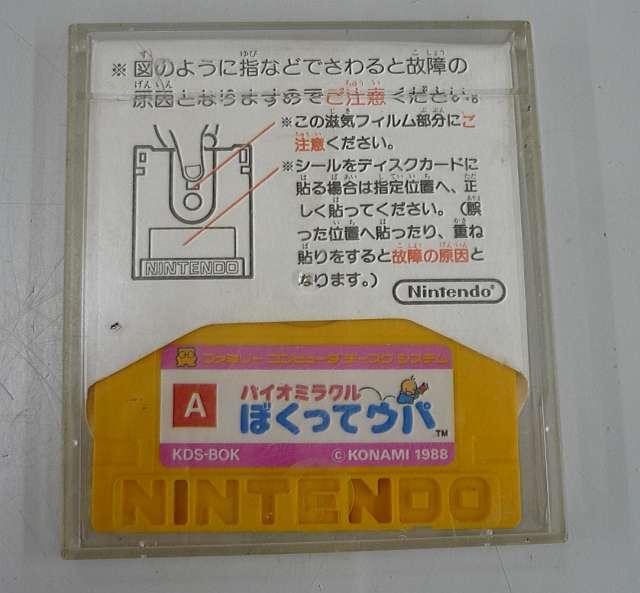 ※図のように指などでさわると故障の
原因となりますのでご注意ください。
※この滋気フィルム部分にご
注意ください。
※シールをディスクカードに
貼る場合は指定位置へ、正
しく貼ってください。(誤
った位置へ貼ったり、重ね
貼りをすると故障の原因と
なります。)
NINTENDO
Nintendo®
ファミリー コンピュータ ディスク システム
A
バイオミラクル
ぼくってウパ™
KDS-BOK
© KONAMI 1988
NINTENDO